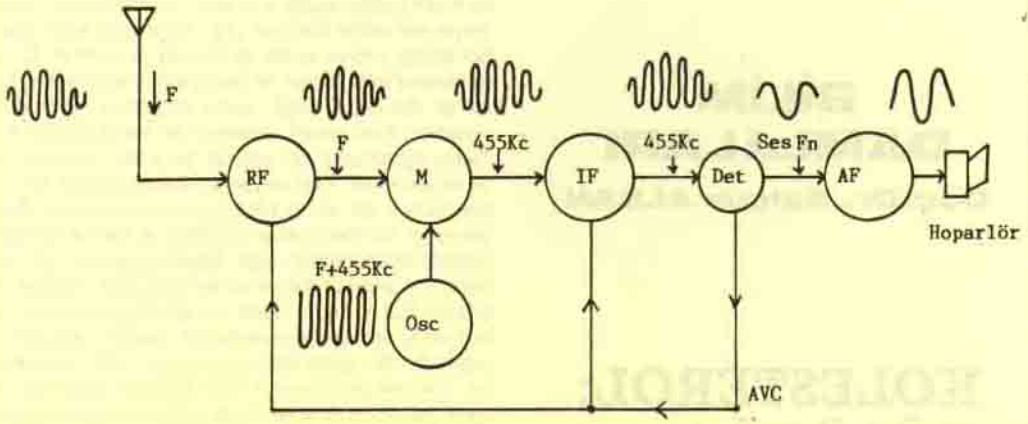 F
F
455Kc
455Kc
Ses Fn
RF
M
IF
Det
AF
Hoparlör
F+455Kc
Osc
AVC